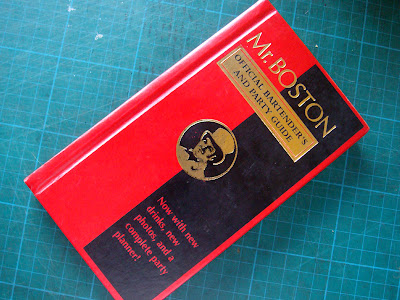 Mr. BOSTON
OFFICIAL BARTENDER'S
AND PARTY GUIDE
Now with new
drinks, new
photos, and a
complete party
planner!